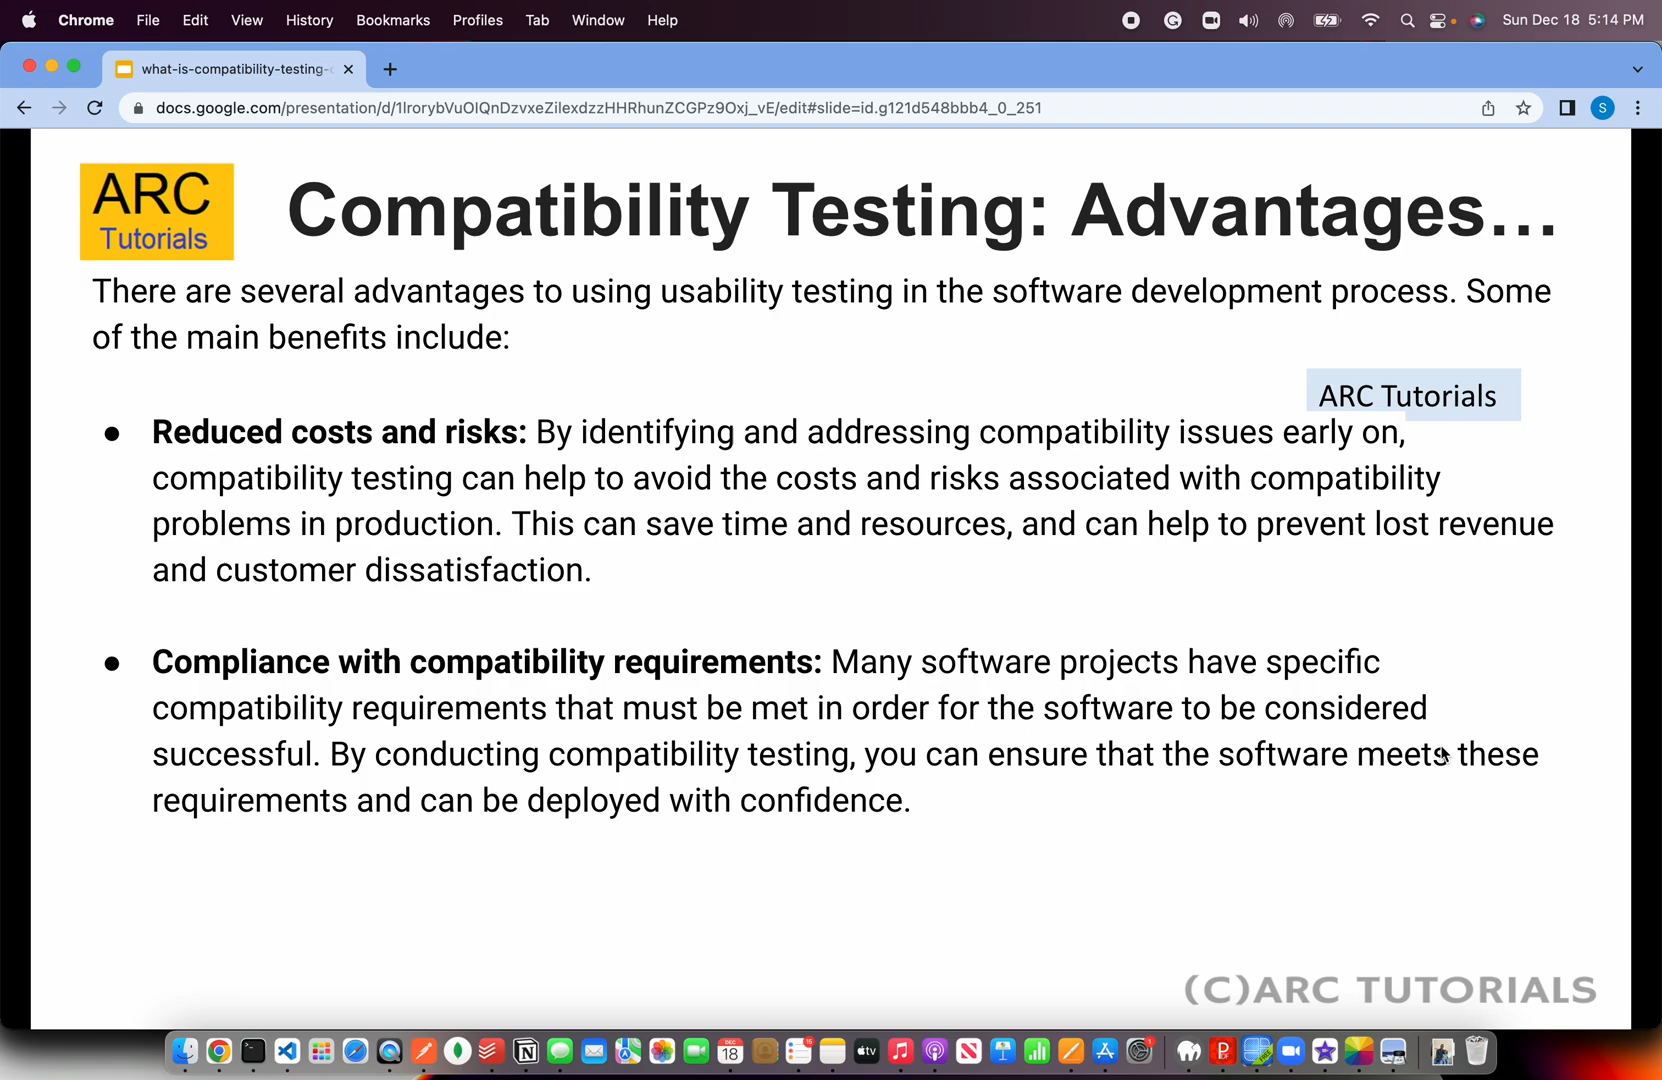 Chrome File Edit View History Bookmarks Profiles Tab Window Help Sun Dec 18 5:14 PM
what-is-compatibility-testing-
docs.google.com/presentation/d/1lrorybVuOIQnDzvxeZilexdzzHHRhunZCGPz9Oxj_vE/edit#slide=id.g121d548bbb4_0_251
S
ARC
Tutorials
Compatibility Testing: Advantages...
There are several advantages to using usability testing in the software development process. Some
of the main benefits include:
ARC Tutorials
● Reduced costs and risks: By identifying and addressing compatibility issues early on,
compatibility testing can help to avoid the costs and risks associated with compatibility
problems in production. This can save time and resources, and can help to prevent lost revenue
and customer dissatisfaction.
● Compliance with compatibility requirements: Many software projects have specific
compatibility requirements that must be met in order for the software to be considered
successful. By conducting compatibility testing, you can ensure that the software meets these
requirements and can be deployed with confidence.
(C)ARC TUTORIALS
DEC
18
tv